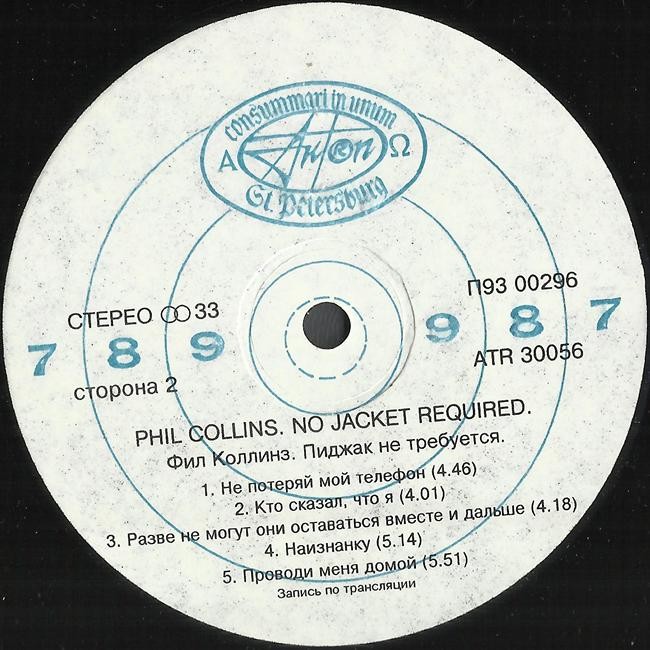 consummari in unum
A AnTon Ω
St. Petersburg
СТЕРЕО 33
П93 00296
7 8 9 9 8 7
сторона 2
ATR 30056
PHIL COLLINS. NO JACKET REQUIRED.
Фил Коллинз. Пиджак не требуется.
1. Не потеряй мой телефон (4.46)
2. Кто сказал, что я (4.01)
3. Разве не могут они оставаться вместе и дальше (4.18)
4. Наизнанку (5.14)
5. Проводи меня домой (5.51)
Запись по трансляции